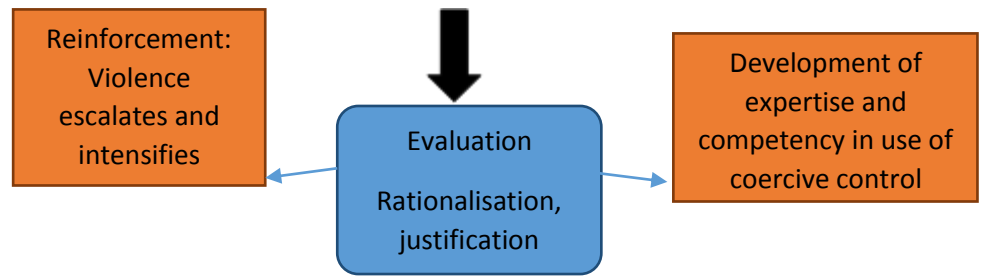 Reinforcement:
Violence
escalates and
intensifies
Evaluation
Rationalisation,
justification
Development of
expertise and
competency in use of
coercive control